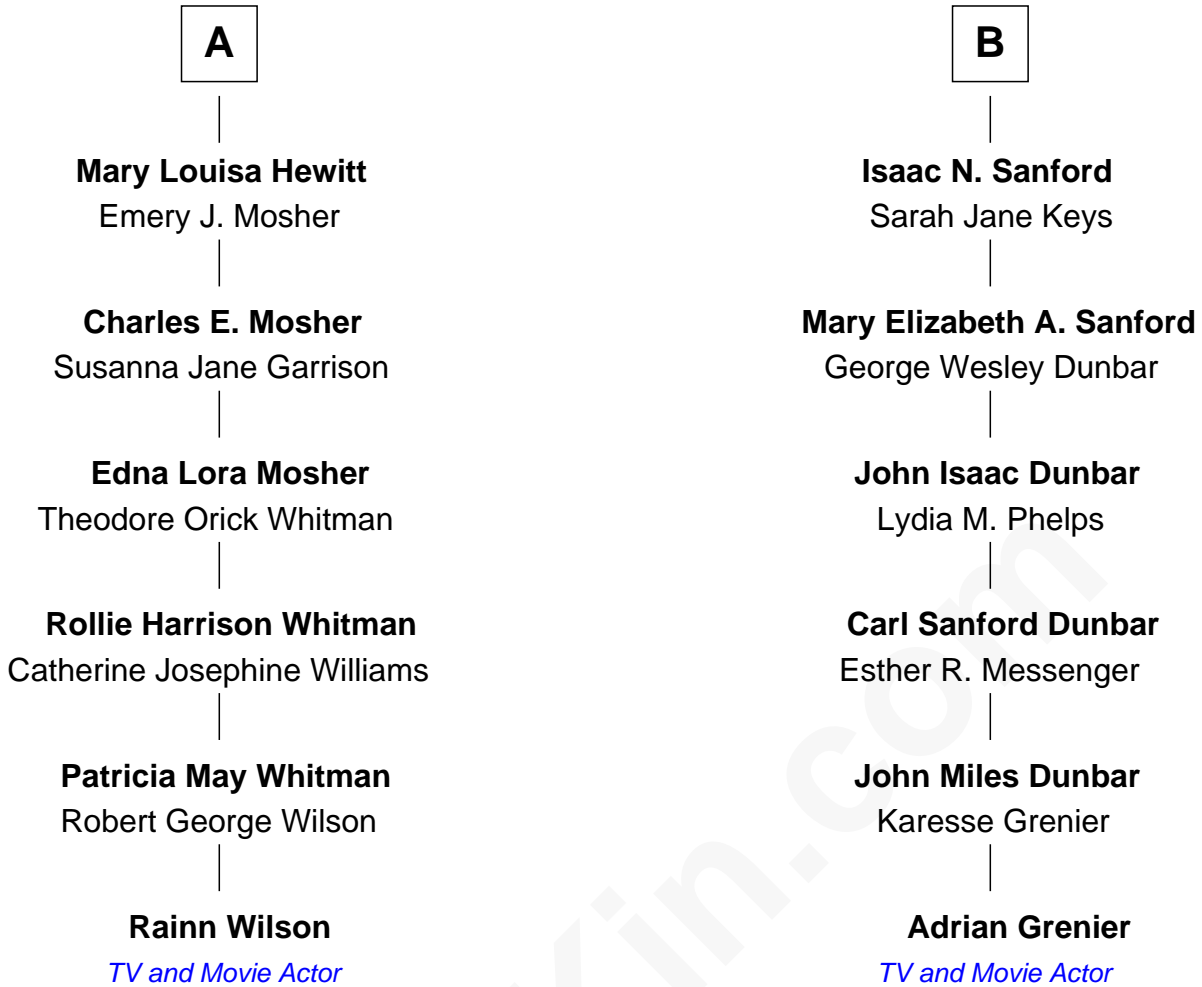 A
B
Mary Louisa Hewitt
Emery J. Mosher
Isaac N. Sanford
Sarah Jane Keys
Charles E. Mosher
Susanna Jane Garrison
Mary Elizabeth A. Sanford
George Wesley Dunbar
Edna Lora Mosher
Theodore Orick Whitman
John Isaac Dunbar
Lydia M. Phelps
Rollie Harrison Whitman
Catherine Josephine Williams
Carl Sanford Dunbar
Esther R. Messenger
Patricia May Whitman
Robert George Wilson
John Miles Dunbar
Karesse Grenier
Rainn Wilson
TV and Movie Actor
Adrian Grenier
TV and Movie Actor
Kin.com